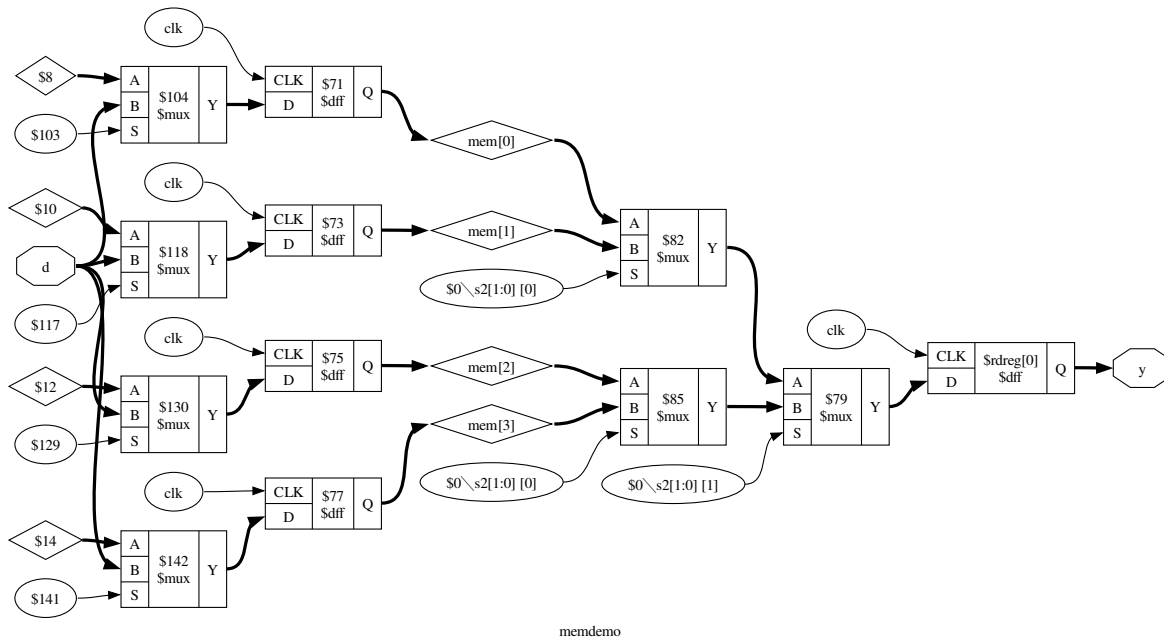 clk
$8
A
B
S
$104
$mux
Y
CLK
D
$71
$dff
Q
$103
mem[0]
clk
$10
A
B
S
$118
$mux
Y
CLK
D
$73
$dff
Q
mem[1]
A
B
S
$82
$mux
Y
d
$0\s2[1:0] [0]
$117
clk
clk
$12
A
B
S
$130
$mux
Y
CLK
D
$75
$dff
Q
mem[2]
A
B
S
$85
$mux
Y
A
B
S
$79
$mux
Y
CLK
D
$rdreg[0]
$dff
Q
y
mem[3]
$129
clk
CLK
D
$77
$dff
Q
$0\s2[1:0] [0]
$0\s2[1:0] [1]
$14
A
B
S
$142
$mux
Y
$141
memdemo